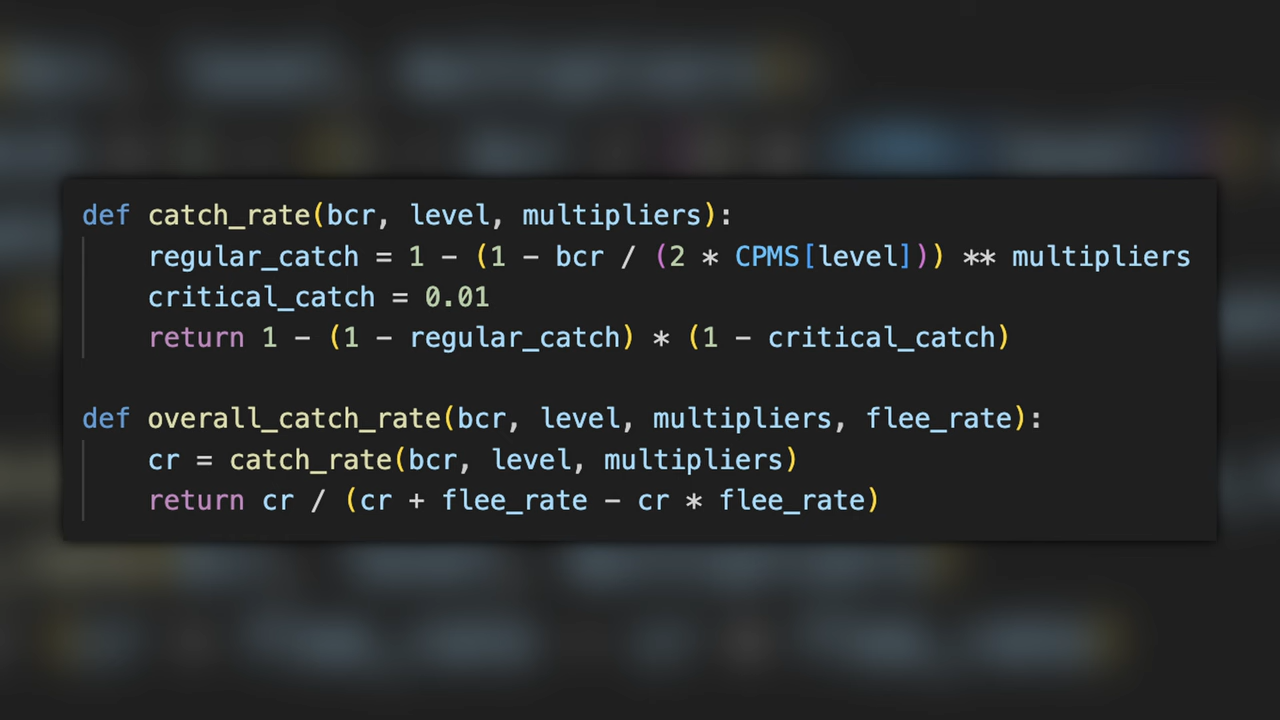 def catch_rate(bcr, level, multipliers):
    regular_catch = 1 - (1 - bcr / (2 * CPMS[level])) ** multipliers
    critical_catch = 0.01
    return 1 - (1 - regular_catch) * (1 - critical_catch)

def overall_catch_rate(bcr, level, multipliers, flee_rate):
    cr = catch_rate(bcr, level, multipliers)
    return cr / (cr + flee_rate - cr * flee_rate)